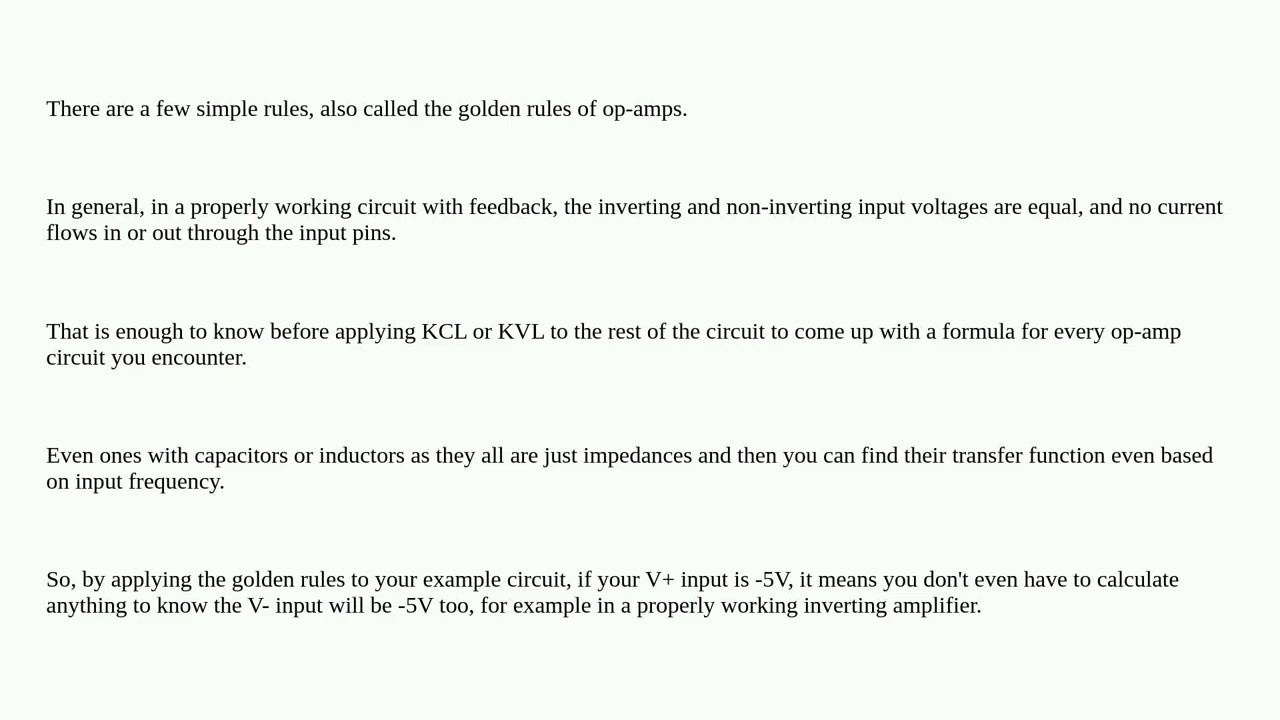 There are a few simple rules, also called the golden rules of op-amps.
In general, in a properly working circuit with feedback, the inverting and non-inverting input voltages are equal, and no current
flows in or out through the input pins.
That is enough to know before applying KCL or KVL to the rest of the circuit to come up with a formula for every op-amp
circuit you encounter.
Even ones with capacitors or inductors as they all are just impedances and then you can find their transfer function even based
on input frequency.
So, by applying the golden rules to your example circuit, if your V+ input is -5V, it means you don't even have to calculate
anything to know the V- input will be -5V too, for example in a properly working inverting amplifier.